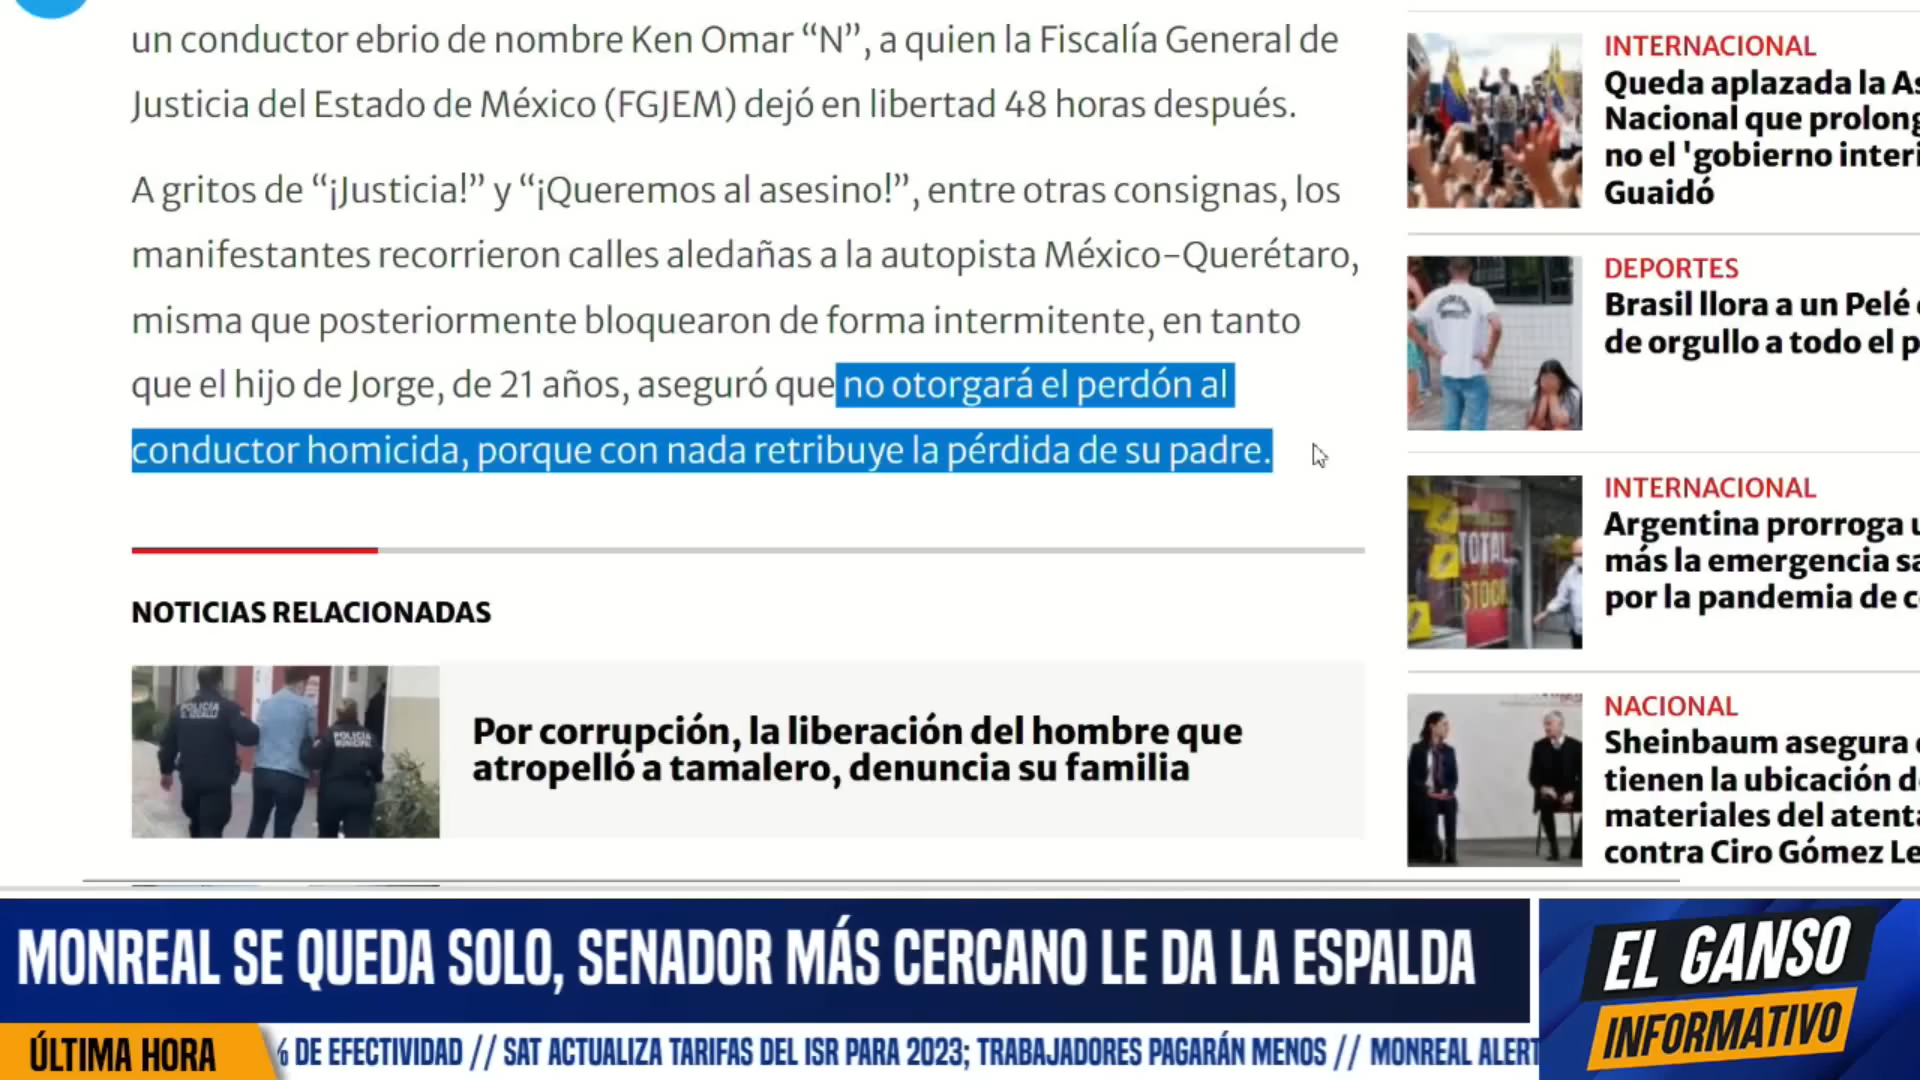 un conductor ebrio de nombre Ken Omar “N”, a quien la Fiscalía General de
Justicia del Estado de México (FGJEM) dejó en libertad 48 horas después.
A gritos de “¡Justicia!” y “¡Queremos al asesino!”, entre otras consignas, los
manifestantes recorrieron calles aledañas a la autopista México-Querétaro,
misma que posteriormente bloquearon de forma intermitente, en tanto
que el hijo de Jorge, de 21 años, aseguró que no otorgará el perdón al
conductor homicida, porque con nada retribuye la pérdida de su padre.
NOTICIAS RELACIONADAS
POLICÍA
POLICÍA
MUNICIPAL
Por corrupción, la liberación del hombre que
atropelló a tamalero, denuncia su familia
INTERNACIONAL
Queda aplazada la
Nacional que
no el 'gobierno
Guaidó
DEPORTES
Brasil llora a un Pelé
de orgullo a todo el
TOTAL
STOCK
INTERNACIONAL
Argentina prorroga
más la emergencia
por la pandemia de
NACIONAL
Sheinbaum asegura
tienen la ubicación
materiales del
contra Ciro Gómez
MONREAL SE QUEDA SOLO, SENADOR MÁS CERCANO LE DA LA ESPALDA
EL GANSO
INFORMATIVO
ÚLTIMA HORA
% DE EFECTIVIDAD // SAT ACTUALIZA TARIFAS DEL ISR PARA 2023; TRABAJADORES PAGARÁN MENOS // MONREAL ALERT